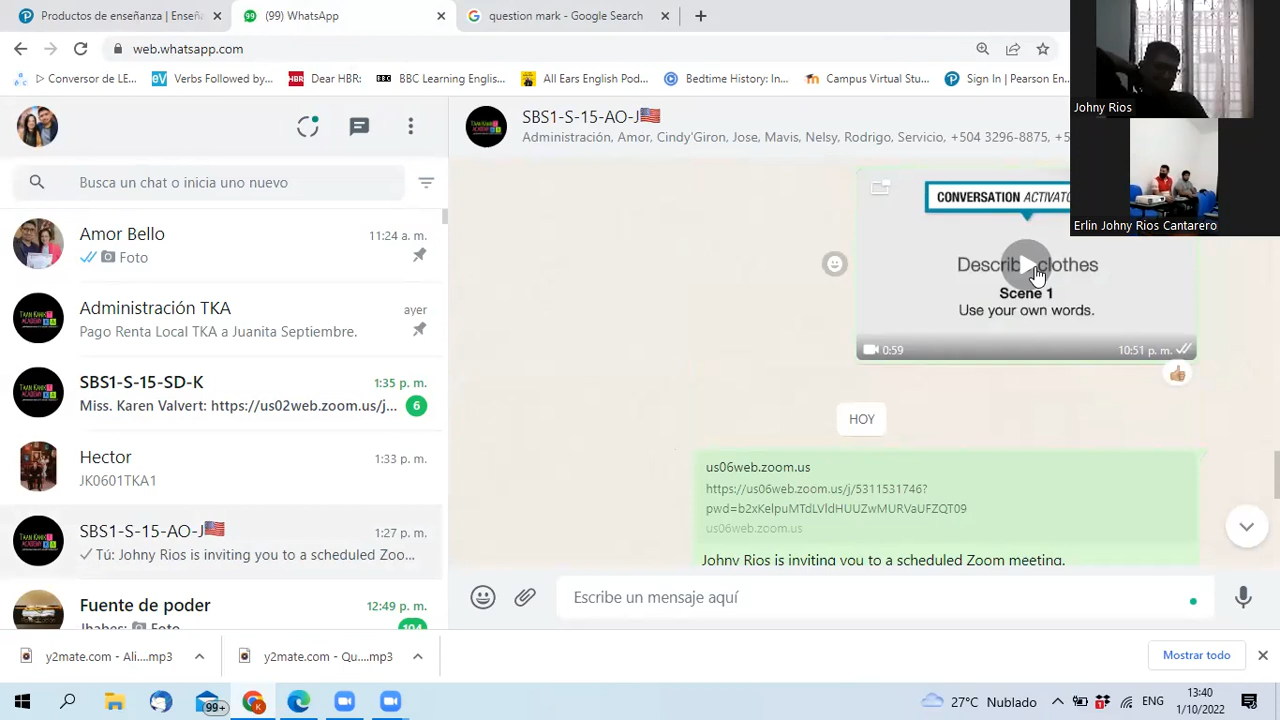 Productos de enseñanza | Enseñ
(99) WhatsApp
question mark - Google Search
web.whatsapp.com
▷ Conversor de LE...
Verbs Followed by...
Dear HBR:
BBC Learning Englis...
All Ears English Pod...
Bedtime History: In...
Campus Virtual Stu...
Sign In | Pearson En...
SBS1-S-15-AO-J🇺🇸
Administración, Amor, Cindy Giron, Jose, Mavis, Nelsy, Rodrigo, Servicio, +504 3296-8875,
Busca un chat o inicia uno nuevo
Amor Bello
11:24 a. m.
Foto
Administración TKA
ayer
Pago Renta Local TKA a Juanita Septiembre.
SBS1-S-15-SD-K
1:35 p. m.
Miss. Karen Valvert: https://us02web.zoom.us/j...
6
Hector
1:33 p. m.
JK0601TKA1
SBS1-S-15-AO-J🇺🇸
1:27 p. m.
Tú: Johny Rios is inviting you to a scheduled Zoo...
Fuente de poder
12:49 p. m.
Foto
104
CONVERSATION
Describe clothes
Scene 1
Use your own words.
0:59
10:51 p. m.
HOY
us06web.zoom.us
https://us06web.zoom.us/j/5311531746?
pwd=b2xKelpuMTdLVldHUUZwMURVaUFZQT09
us06web.zoom.us
Johny Rios is inviting you to a scheduled Zoom meeting.
Escribe un mensaje aquí
Johny Rios
Erlin Johny Rios Cantarero
y2mate.com - Ali....mp3
y2mate.com - Qu....mp3
Mostrar todo
99+
27°C Nublado
ENG
13:40
1/10/2022